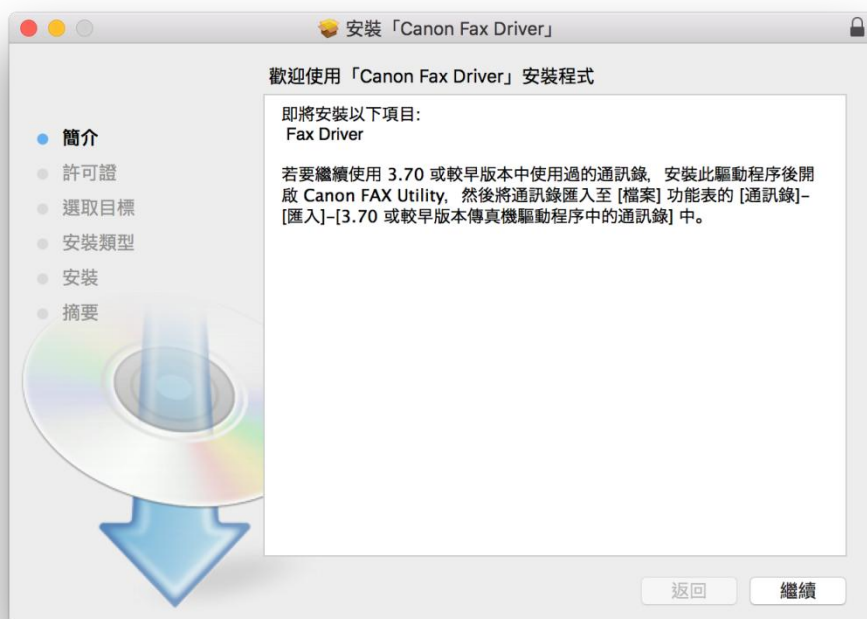 安裝「Canon Fax Driver」
歡迎使用「Canon Fax Driver」安裝程式
簡介
許可證
選取目標
安裝類型
安裝
摘要
即將安裝以下項目:
Fax Driver
若要繼續使用 3.70 或較早版本中使用過的通訊錄，安裝此驅動程序後開
啟 Canon FAX Utility，然後將通訊錄匯入至 [檔案] 功能表的 [通訊錄]-
[匯入]-[3.70 或較早版本傳真機驅動程序中的通訊錄] 中。
返回
繼續